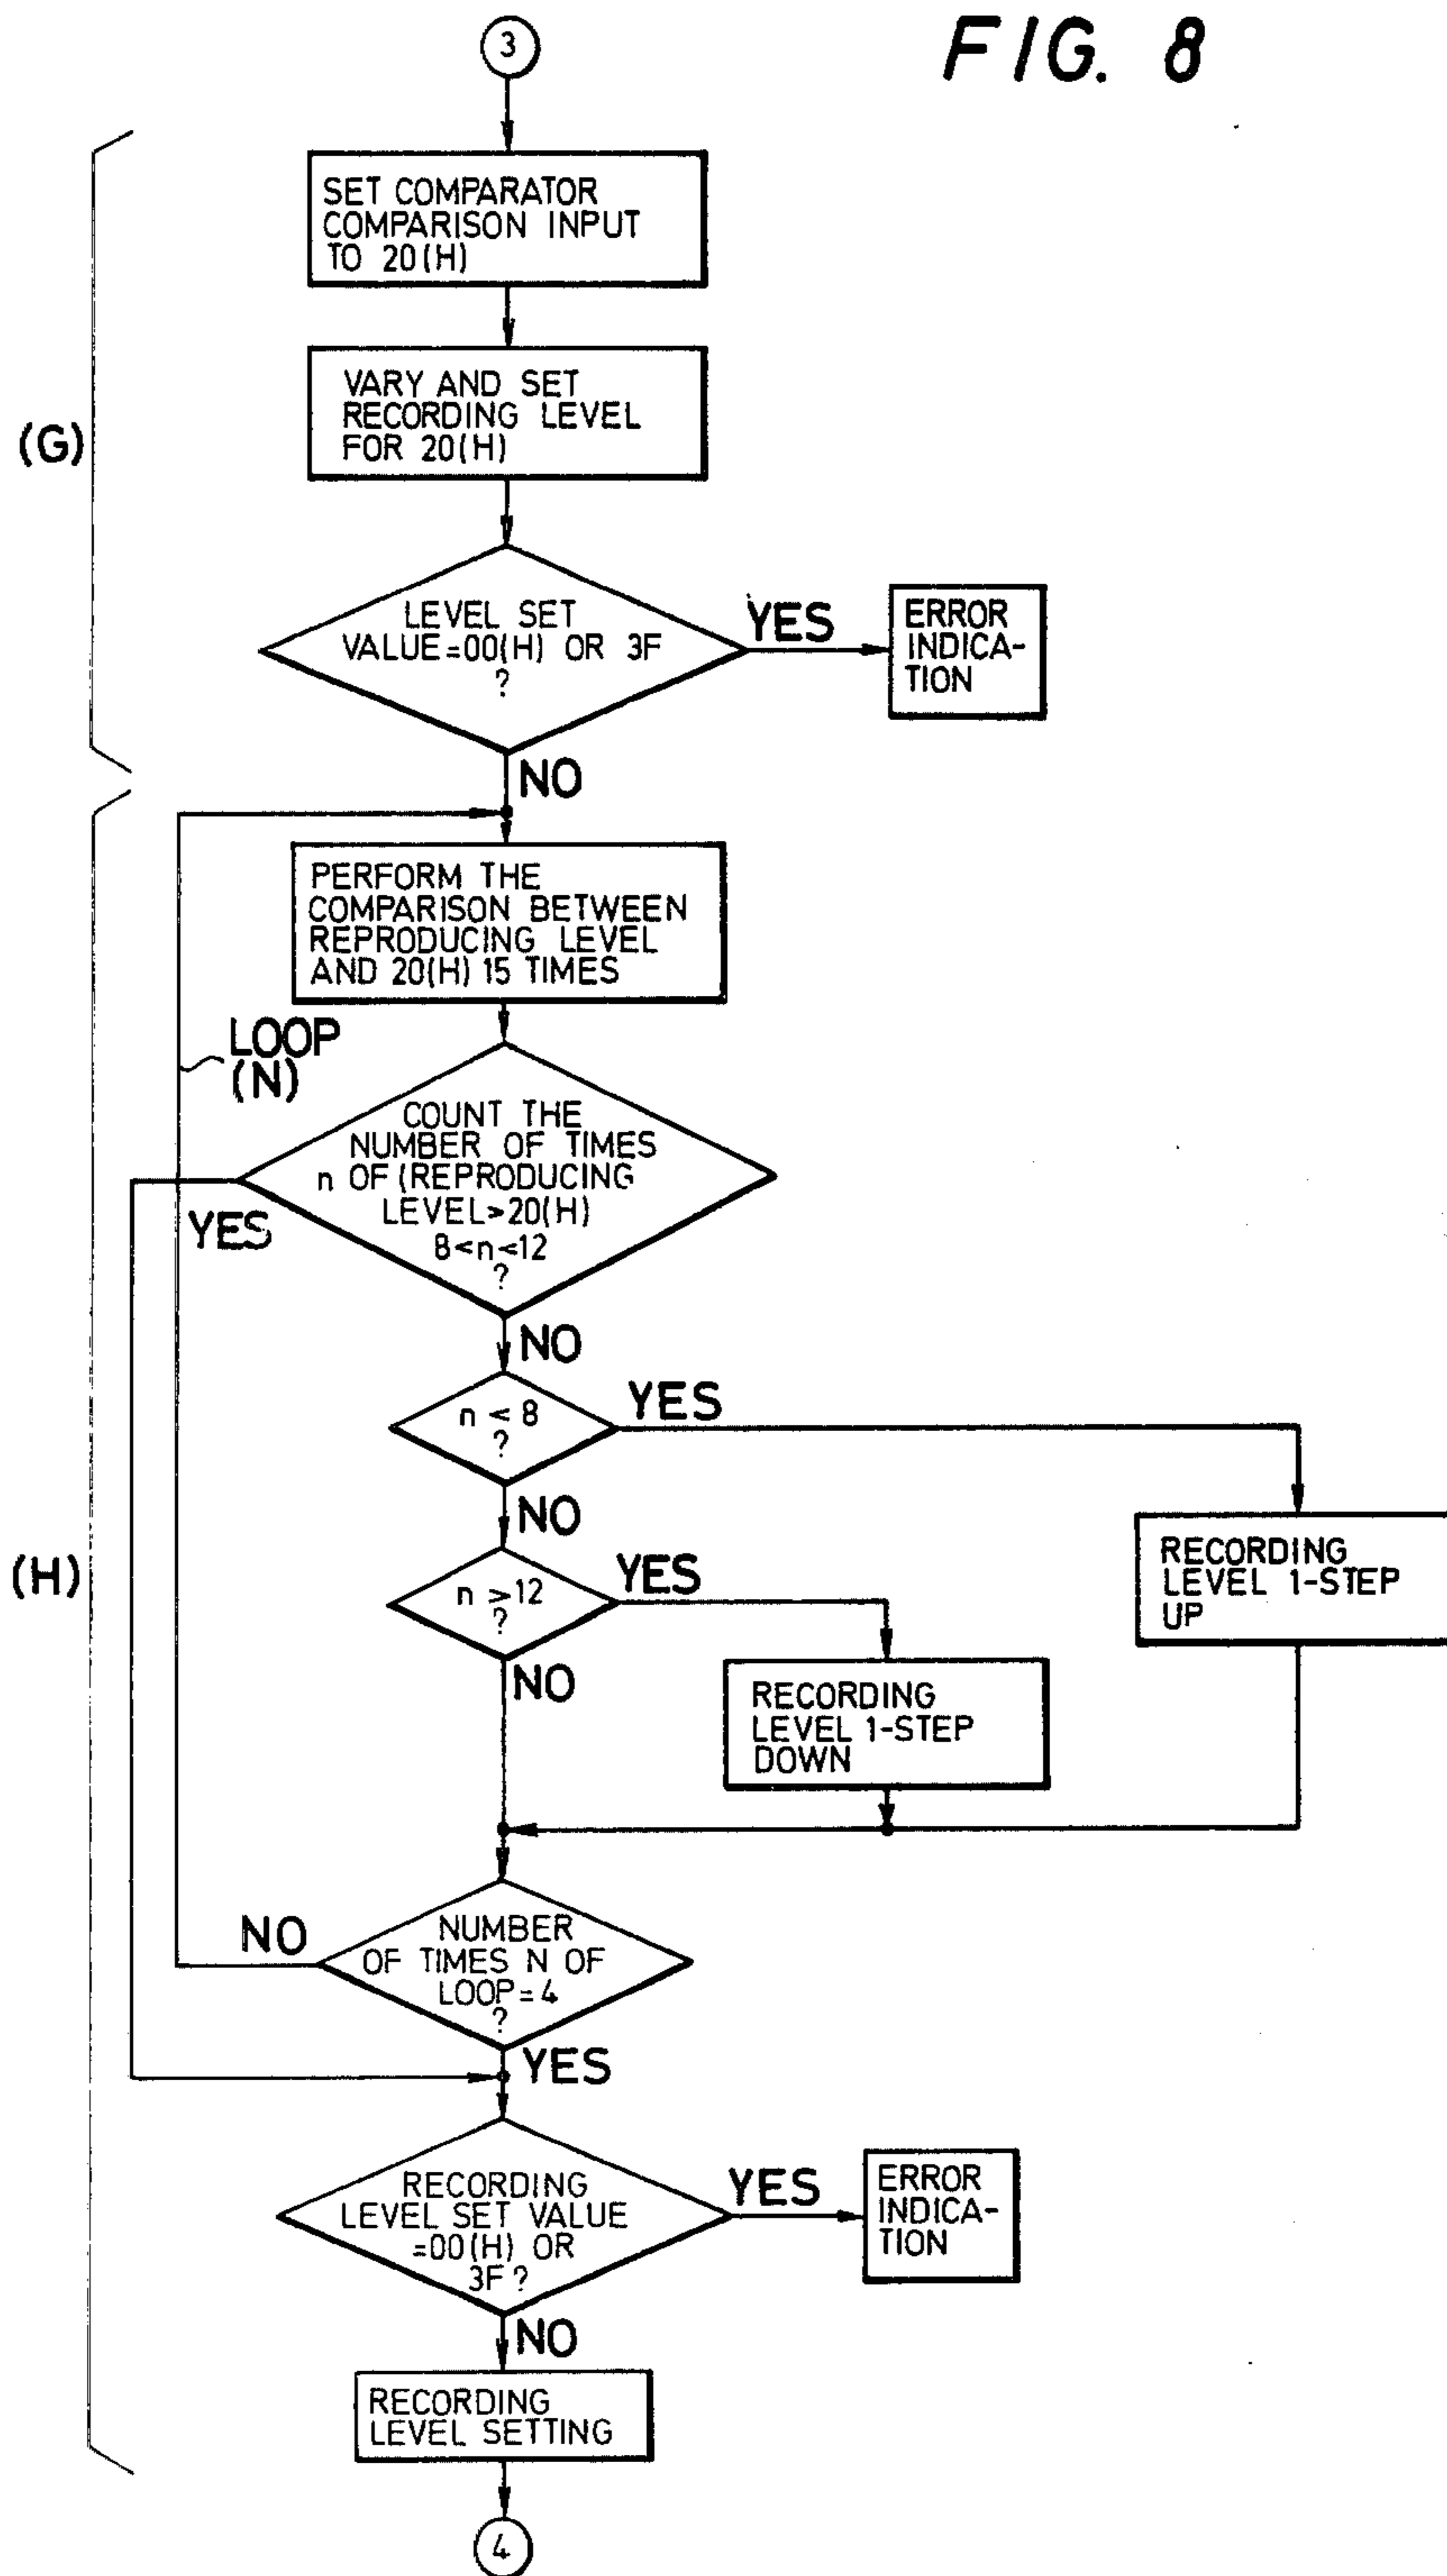 FIG. 8
3
SET COMPARATOR
COMPARISON INPUT
TO 20(H)
VARY AND SET
RECORDING LEVEL
FOR 20(H)
(G)
LEVEL SET
VALUE=00(H) OR 3F
?
YES
ERROR
INDICA-
TION
NO
PERFORM THE
COMPARISON BETWEEN
REPRODUCING LEVEL
AND 20(H) 15 TIMES
LOOP
(N)
COUNT THE
NUMBER OF TIMES
n OF (REPRODUCING
LEVEL>20(H)
8<n<12
?
YES
NO
n < 8
?
YES
NO
(H)
n >12
?
YES
RECORDING
LEVEL 1-STEP
UP
NO
RECORDING
LEVEL 1-STEP
DOWN
NUMBER
OF TIMES N OF
LOOP=4
?
NO
YES
RECORDING
LEVEL SET VALUE
=00(H) OR
3F ?
YES
ERROR
INDICA-
TION
NO
RECORDING
LEVEL SETTING
4